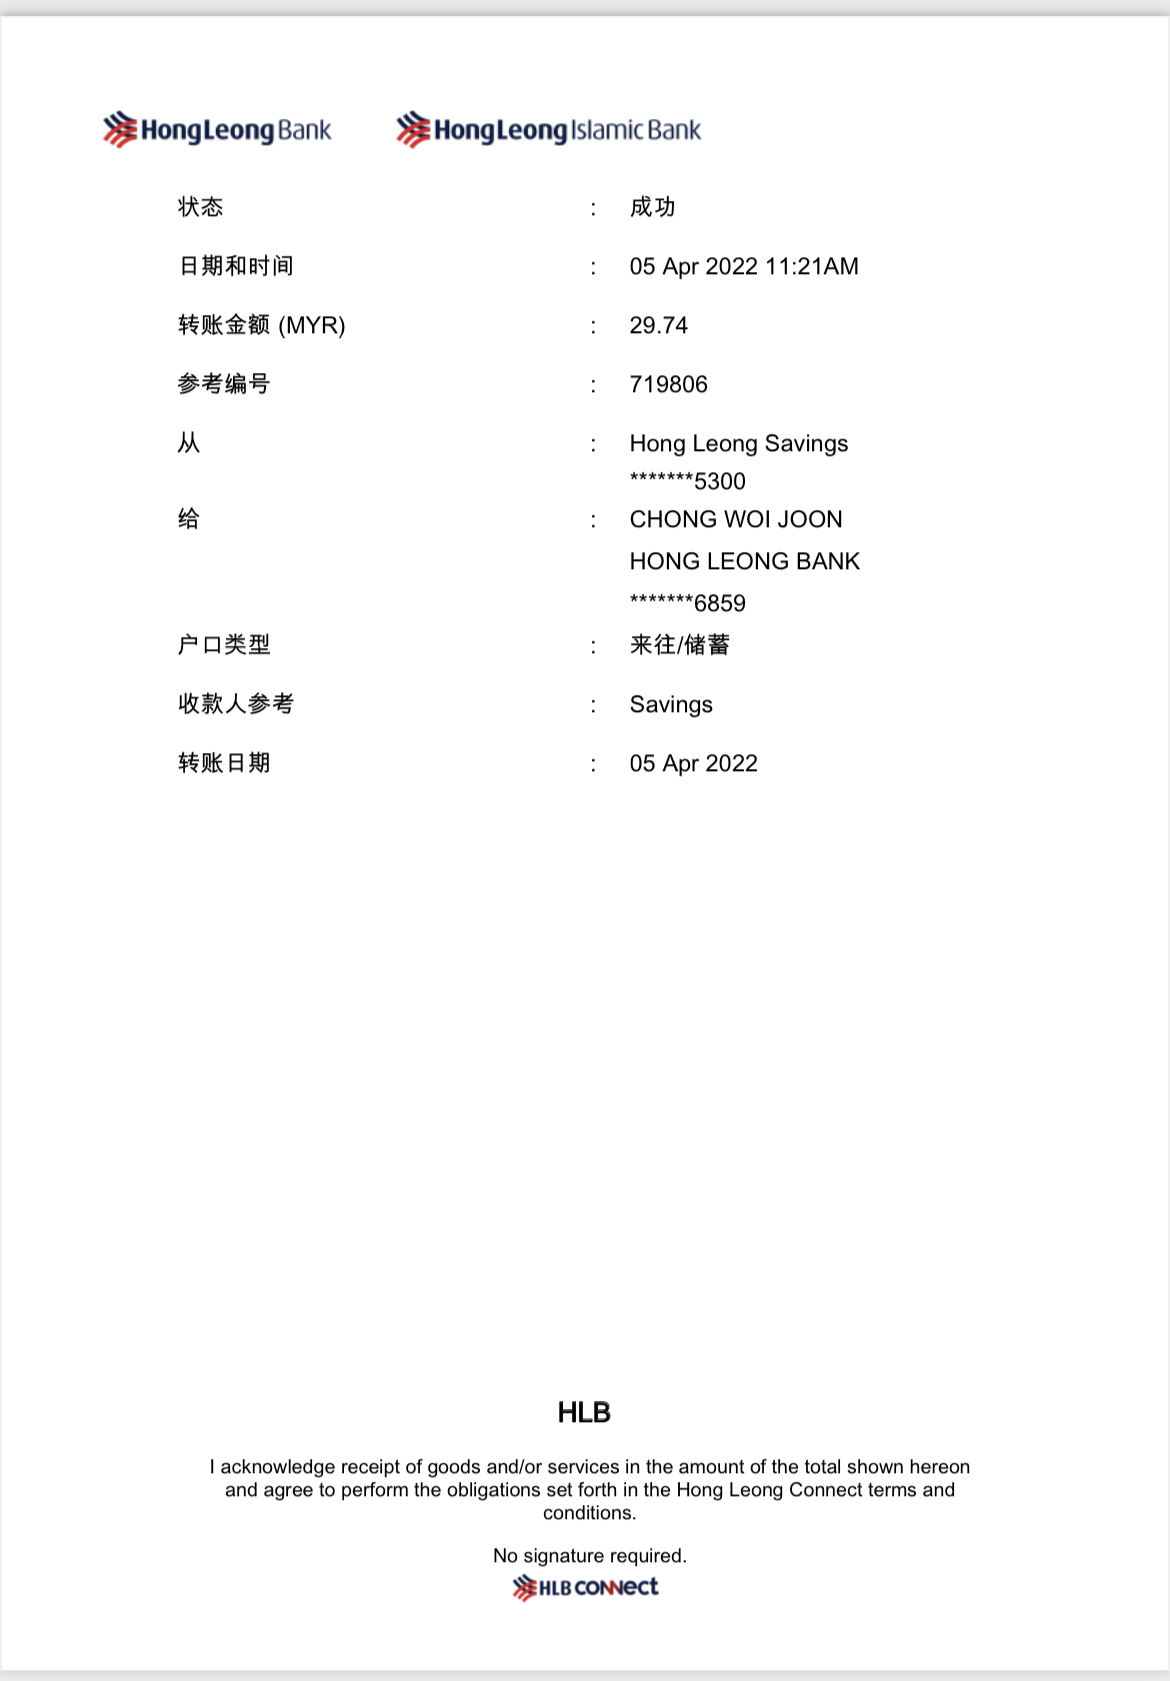 HongLeong Bank HongLeong Islamic Bank
状态 : 成功
日期和时间 : 05 Apr 2022 11:21AM
转账金额 (MYR) : 29.74
参考编号 : 719806
从 : Hong Leong Savings
*******5300
给 : CHONG WOI JOON
HONG LEONG BANK
*******6859
户口类型 : 来往/储蓄
收款人参考 : Savings
转账日期 : 05 Apr 2022
HLB
I acknowledge receipt of goods and/or services in the amount of the total shown hereon
and agree to perform the obligations set forth in the Hong Leong Connect terms and
conditions.
No signature required.
HLB CONNect